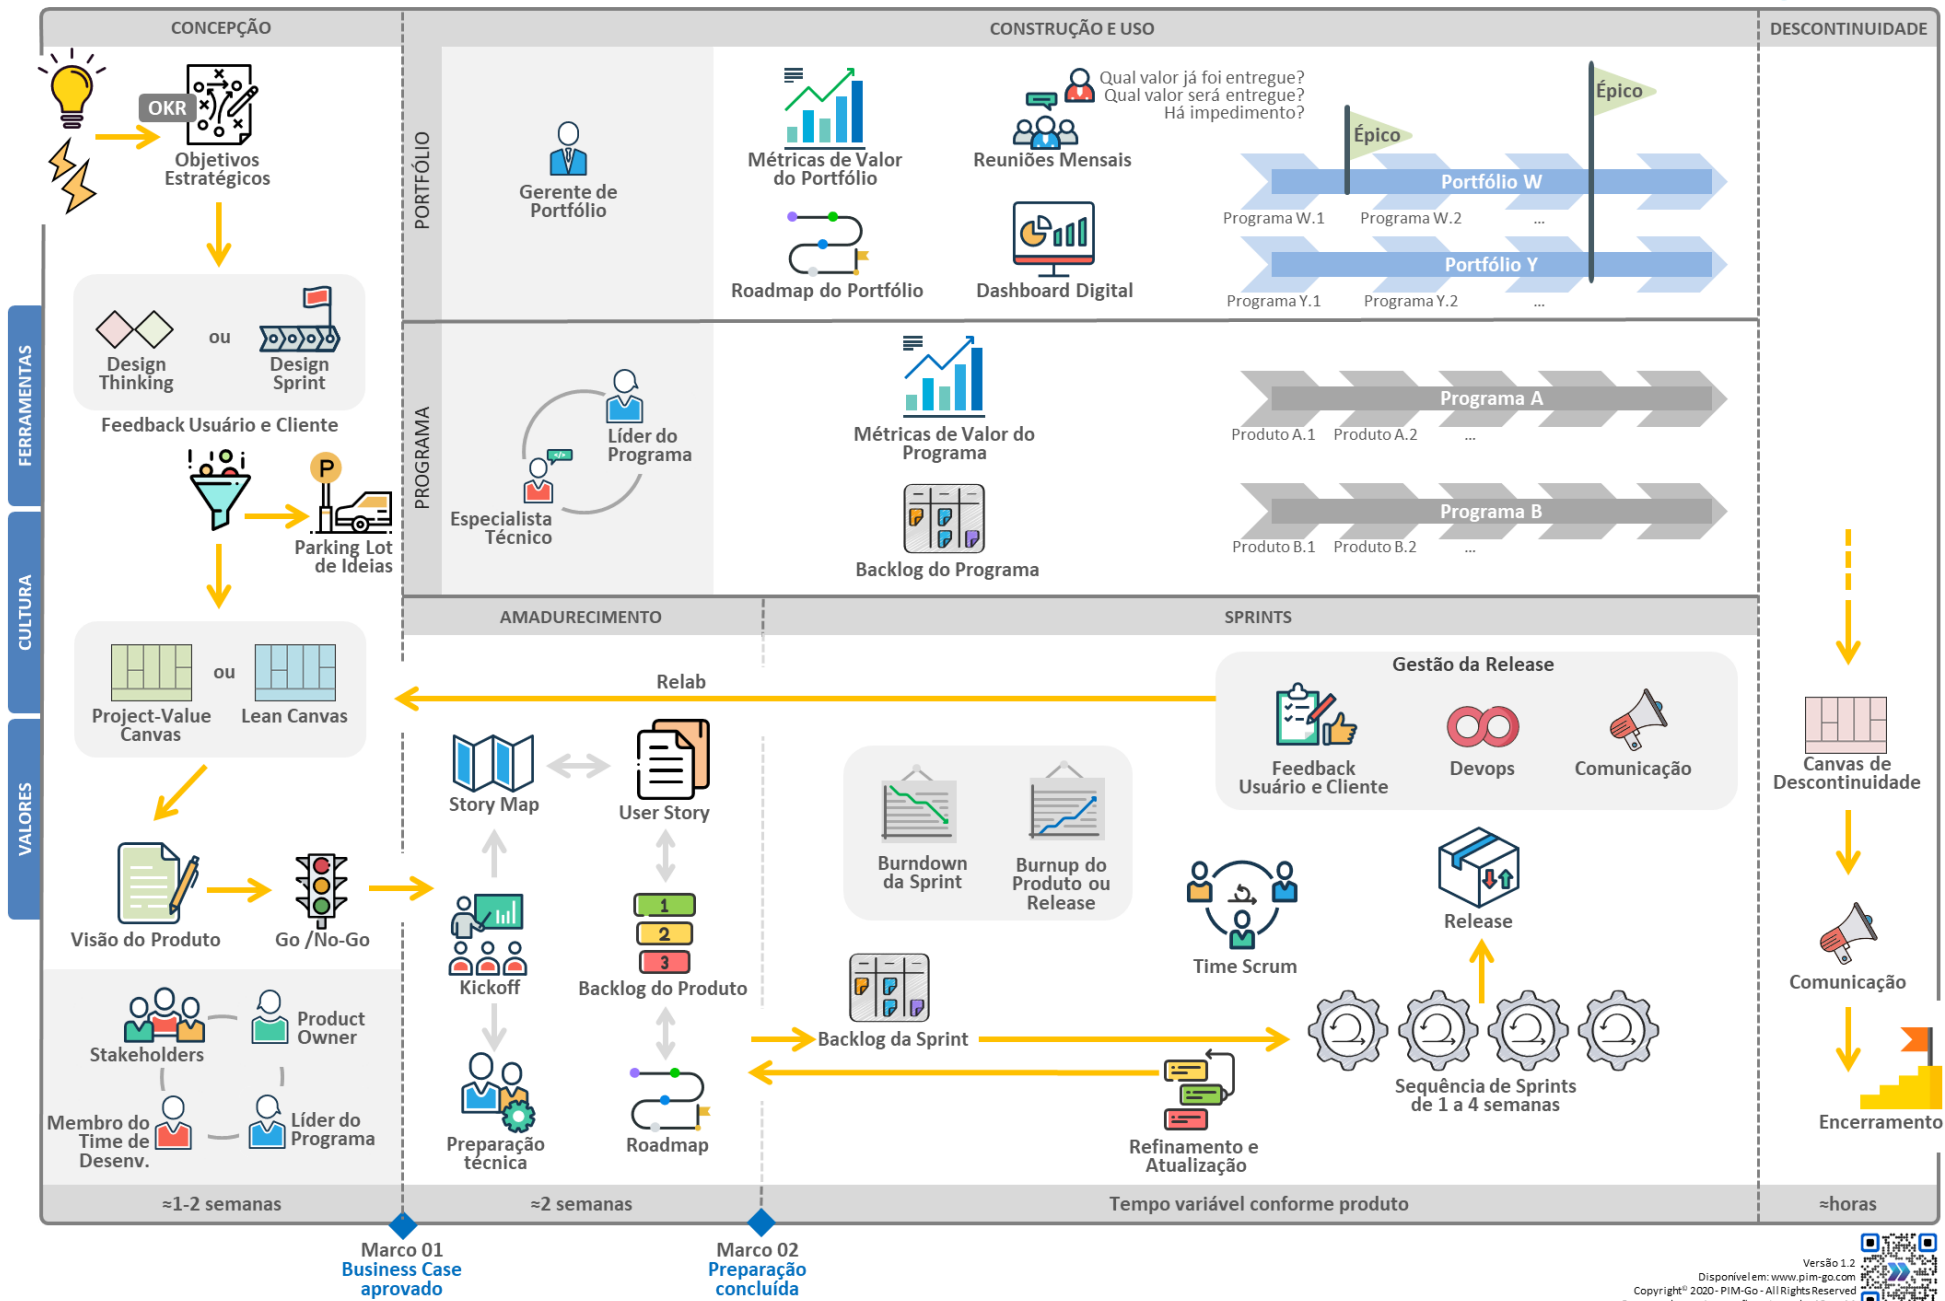 CONCEPÇÃO
CONSTRUÇÃO E USO
DESCONTINUIDADE
FERRAMENTAS
CULTURA
VALORES
OKR
Objetivos
Estratégicos
Design
Thinking
ou
Design
Sprint
Feedback Usuário e Cliente
P
Parking Lot
de Ideias
Project-Value
Canvas
ou
Lean Canvas
Visão do Produto
Go /No-Go
Stakeholders
Product
Owner
Membro do
Time de
Desenv.
Líder do
Programa
≈1-2 semanas
PORTFÓLIO
Gerente de
Portfólio
Métricas de Valor
do Portfólio
Reuniões Mensais
Qual valor já foi entregue?
Qual valor será entregue?
Há impedimento?
Roadmap do Portfólio
Dashboard Digital
Épico
Épico
Portfólio W
Programa W.1
Programa W.2
...
Portfólio Y
Programa Y.1
Programa Y.2
...
PROGRAMA
Líder do
Programa
Especialista
Técnico
Métricas de Valor do
Programa
Backlog do Programa
Programa A
Produto A.1
Produto A.2
...
Programa B
Produto B.1
Produto B.2
...
AMADURECIMENTO
SPRINTS
Relab
Story Map
User Story
Kickoff
1
2
3
Backlog do Produto
Preparação
técnica
Roadmap
≈2 semanas
Gestão da Release
Feedback
Usuário e Cliente
Devops
Comunicação
Burndown
da Sprint
Burnup do
Produto ou
Release
Time Scrum
Release
Backlog da Sprint
Sequência de Sprints
de 1 a 4 semanas
Refinamento e
Atualização
Tempo variável conforme produto
Canvas de
Descontinuidade
Comunicação
Encerramento
≈horas
Marco 01
Business Case
aprovado
Marco 02
Preparação
concluída
Versão 1.2
Disponível em: www.pim-go.com
Copyright© 2020 - PIM-Go - All Rights Reserved